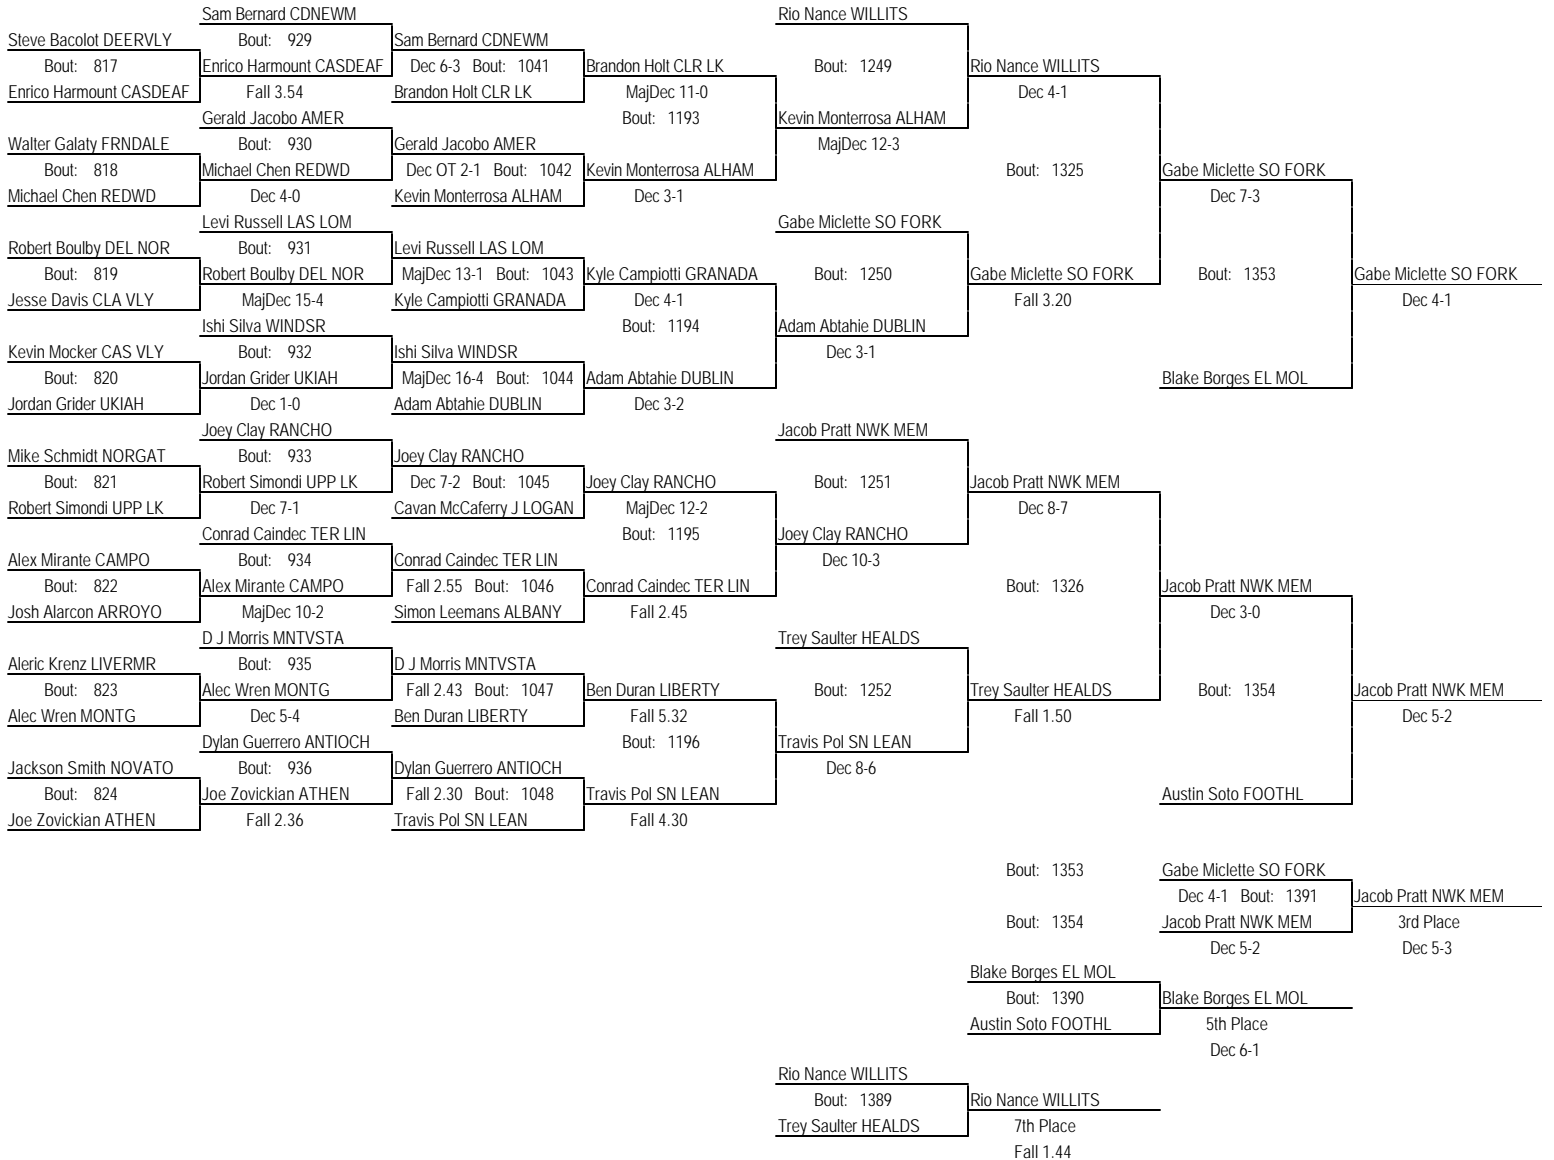 Sam Bernard CDNEWM Rio Nance WILLITS
Steve Bacolot DEERVLY Bout: 929 Sam Bernard CDNEWM
Bout: 817 Enrico Harmount CASDEAF Dec 6-3 Bout: 1041 Brandon Holt CLR LK Bout: 1249 Rio Nance WILLITS
Enrico Harmount CASDEAF Fall 3.54 Brandon Holt CLR LK MajDec 11-0 Dec 4-1
Gerald Jacobo AMER Bout: 1193 Kevin Monterrosa ALHAM
Walter Galaty FRNDALE Bout: 930 Gerald Jacobo AMER MajDec 12-3
Bout: 818 Michael Chen REDWD Dec OT 2-1 Bout: 1042 Kevin Monterrosa ALHAM Bout: 1325 Gabe Miclette SO FORK
Michael Chen REDWD Dec 4-0 Kevin Monterrosa ALHAM Dec 3-1 Dec 7-3
Levi Russell LAS LOM Gabe Miclette SO FORK
Robert Boulby DEL NOR Bout: 931 Levi Russell LAS LOM
Bout: 819 Robert Boulby DEL NOR MajDec 13-1 Bout: 1043 Kyle Campiotti GRANADA Bout: 1250 Gabe Miclette SO FORK Bout: 1353 Gabe Miclette SO FORK
Jesse Davis CLA VLY MajDec 15-4 Kyle Campiotti GRANADA Dec 4-1 Fall 3.20 Dec 4-1
Ishi Silva WINDSR Bout: 1194 Adam Abtahie DUBLIN
Kevin Mocker CAS VLY Bout: 932 Ishi Silva WINDSR Dec 3-1
Bout: 820 Jordan Grider UKIAH MajDec 16-4 Bout: 1044 Adam Abtahie DUBLIN Blake Borges EL MOL
Jordan Grider UKIAH Dec 1-0 Adam Abtahie DUBLIN Dec 3-2
Joey Clay RANCHO Jacob Pratt NWK MEM
Mike Schmidt NORGAT Bout: 933 Joey Clay RANCHO
Bout: 821 Robert Simondi UPP LK Dec 7-2 Bout: 1045 Joey Clay RANCHO Bout: 1251 Jacob Pratt NWK MEM
Robert Simondi UPP LK Dec 7-1 Cavan McCaferry J LOGAN MajDec 12-2 Dec 8-7
Conrad Caindec TER LIN Bout: 1195 Joey Clay RANCHO
Alex Mirante CAMPO Bout: 934 Conrad Caindec TER LIN Dec 10-3
Bout: 822 Alex Mirante CAMPO Fall 2.55 Bout: 1046 Conrad Caindec TER LIN Bout: 1326 Jacob Pratt NWK MEM
Josh Alarcon ARROYO MajDec 10-2 Simon Leemans ALBANY Fall 2.45 Dec 3-0
D J Morris MNTVSTA Trey Saulter HEALDS
Aleric Krenz LIVERMR Bout: 935 D J Morris MNTVSTA
Bout: 823 Alec Wren MONTG Fall 2.43 Bout: 1047 Ben Duran LIBERTY Bout: 1252 Trey Saulter HEALDS Bout: 1354 Jacob Pratt NWK MEM
Alec Wren MONTG Dec 5-4 Ben Duran LIBERTY Fall 5.32 Fall 1.50 Dec 5-2
Dylan Guerrero ANTIOCH Bout: 1196 Travis Pol SN LEAN
Jackson Smith NOVATO Bout: 936 Dylan Guerrero ANTIOCH Dec 8-6
Bout: 824 Joe Zovickian ATHEN Fall 2.30 Bout: 1048 Travis Pol SN LEAN Austin Soto FOOTHL
Joe Zovickian ATHEN Fall 2.36 Travis Pol SN LEAN Fall 4.30
Bout: 1353 Gabe Miclette SO FORK
Dec 4-1 Bout: 1391 Jacob Pratt NWK MEM
Bout: 1354 Jacob Pratt NWK MEM 3rd Place
Dec 5-2 Dec 5-3
Blake Borges EL MOL
Bout: 1390 Blake Borges EL MOL
Austin Soto FOOTHL 5th Place
Dec 6-1
Rio Nance WILLITS
Bout: 1389 Rio Nance WILLITS
Trey Saulter HEALDS 7th Place
Fall 1.44